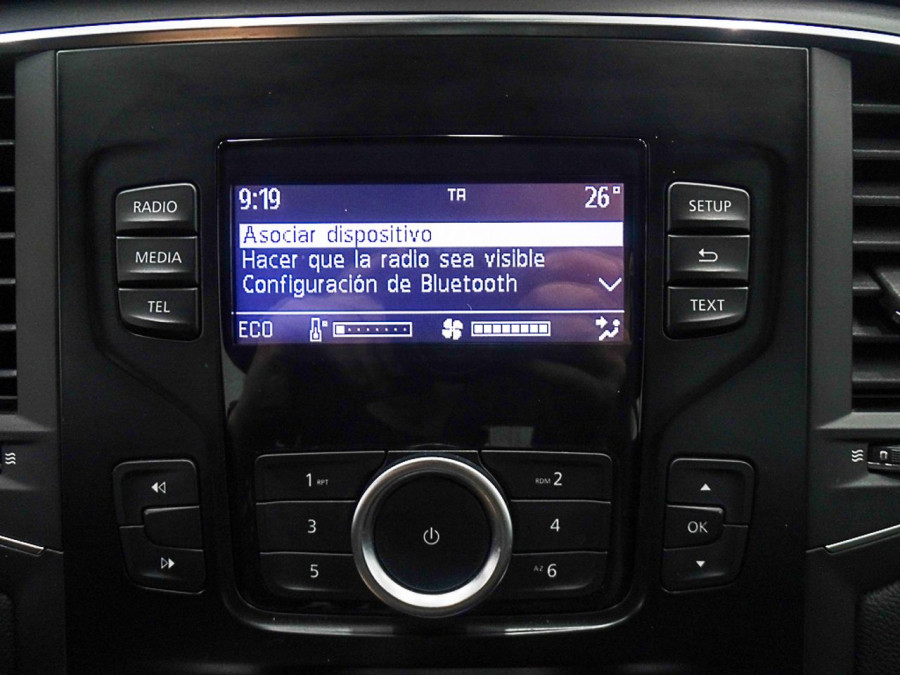 9:19 TA 26°
Asociar dispositivo
Hacer que la radio sea visible
Configuración de Bluetooth
ECO
RADIO
MEDIA
TEL
SETUP
TEXT
1 RPT
RDM 2
3
4
5
A-Z 6
OK